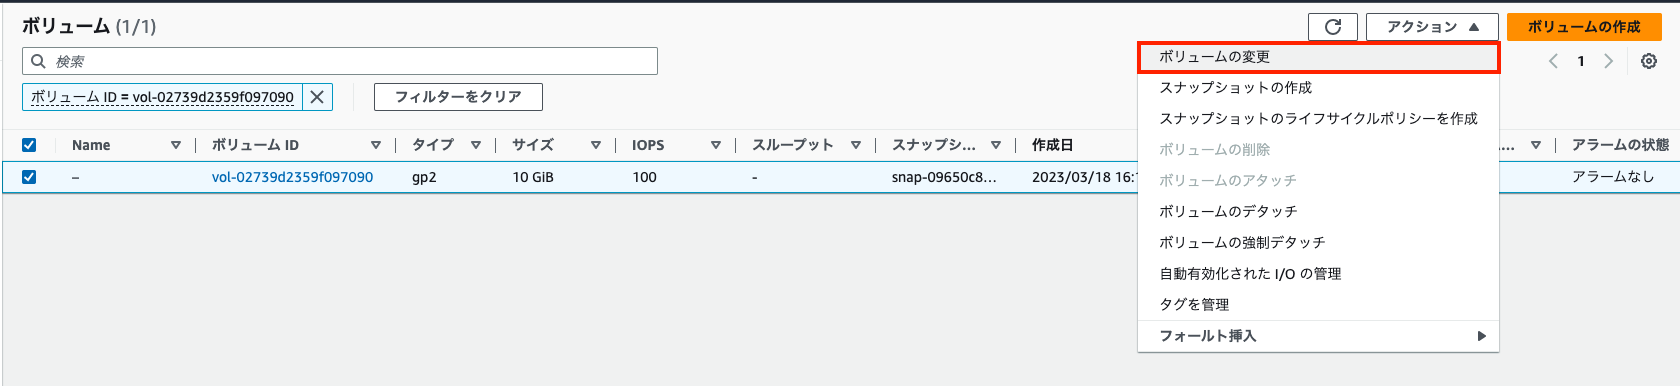 ボリューム (1/1)
アクション ▲
ボリュームの作成
検索
1
ボリューム ID = vol-02739d2359f097090
フィルターをクリア
Name
ボリューム ID
タイプ
サイズ
IOPS
スループット
スナップシ...
作成日
...
アラームの状態
–
vol-02739d2359f097090
gp2
10 GiB
100
-
snap-09650c8...
2023/03/18 16:
アラームなし
ボリュームの変更
スナップショットの作成
スナップショットのライフサイクルポリシーを作成
ボリュームの削除
ボリュームのアタッチ
ボリュームのデタッチ
ボリュームの強制デタッチ
自動有効化された I/O の管理
タグを管理
フォールト挿入